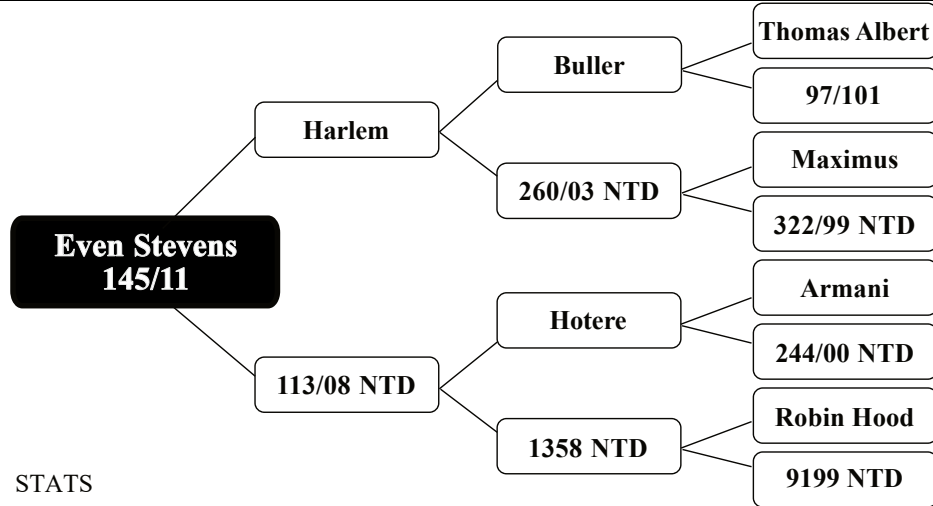 Thomas Albert
Buller
97/101
Harlem
Maximus
260/03 NTD
322/99 NTD
Even Stevens
145/11
Armani
Hotere
244/00 NTD
113/08 NTD
Robin Hood
1358 NTD
9199 NTD
STATS